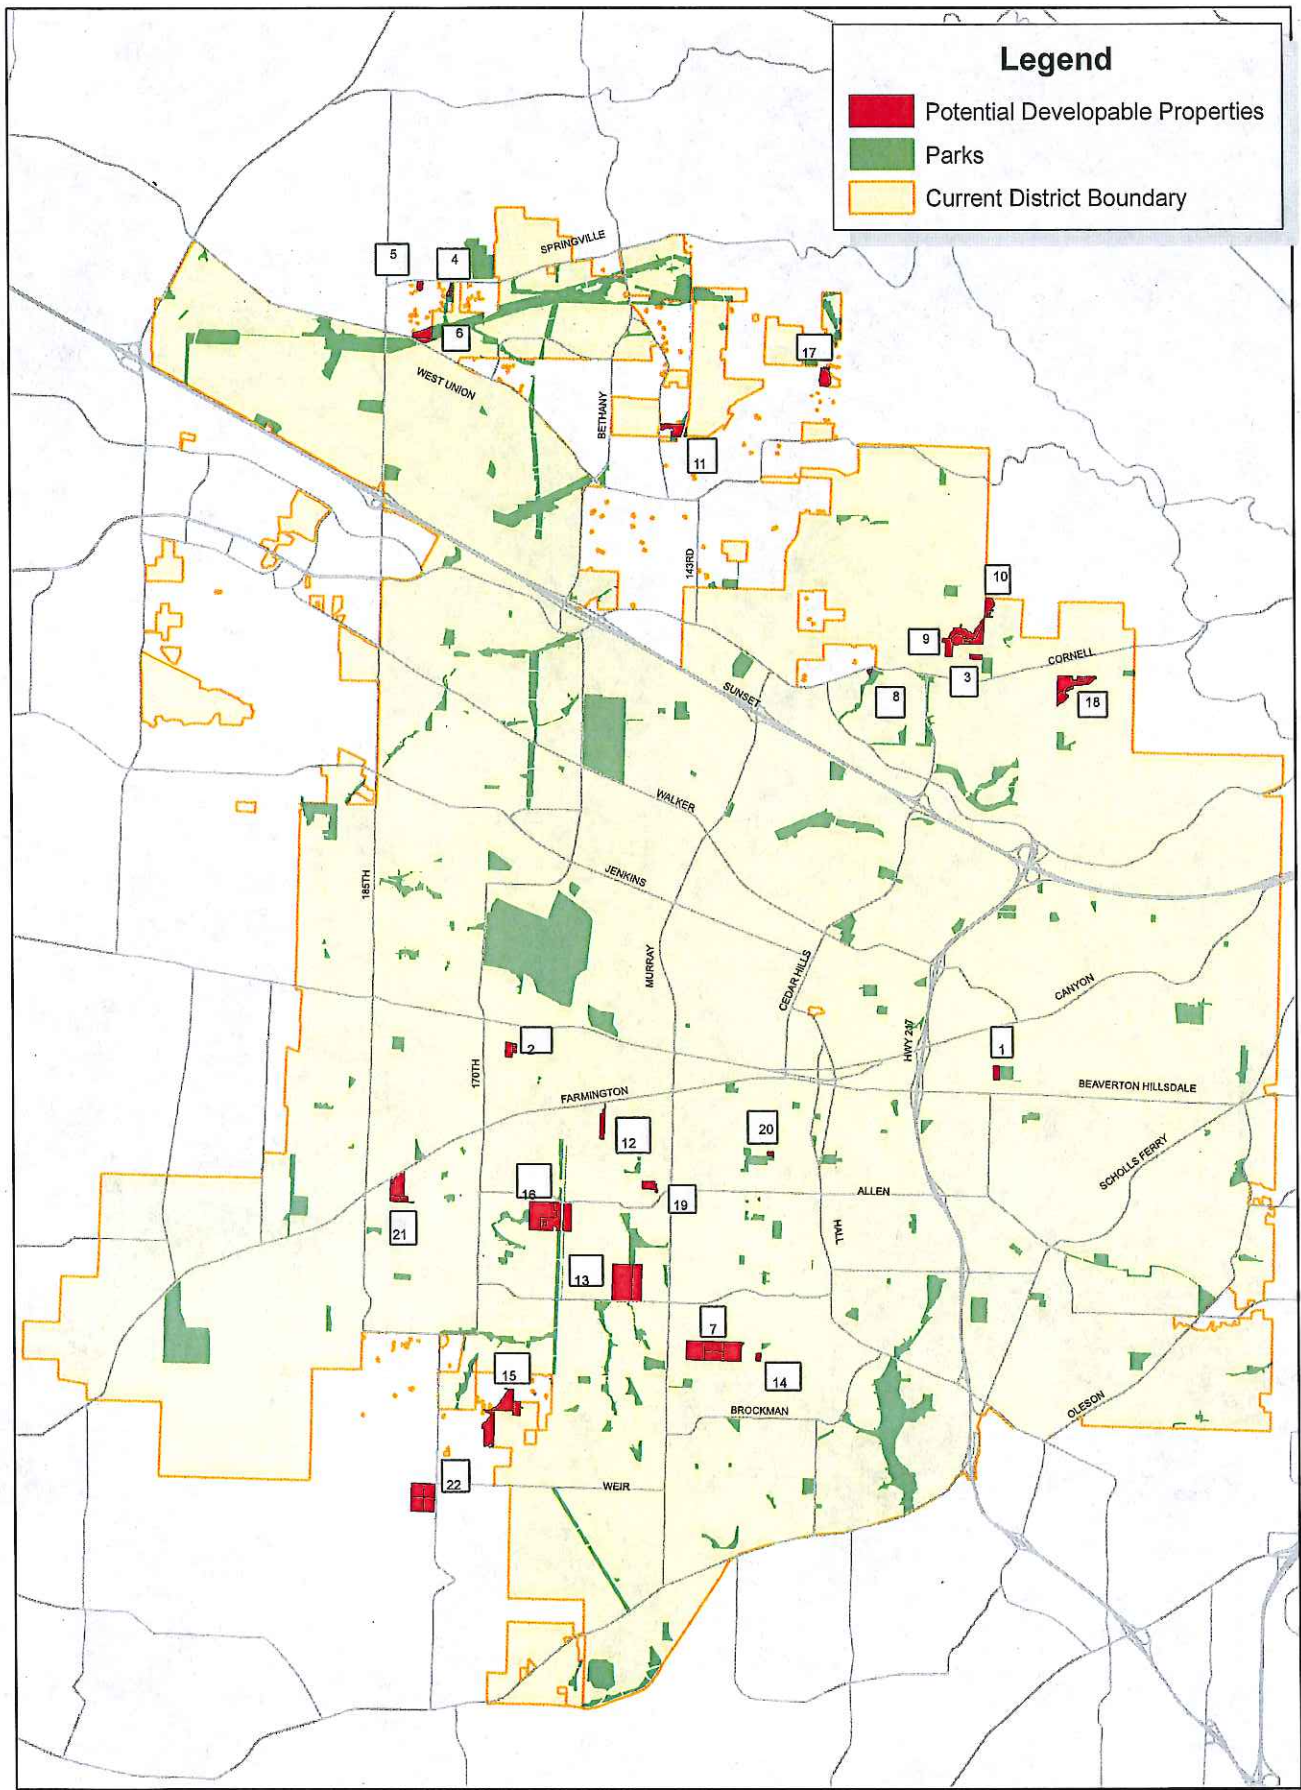 Legend
Potential Developable Properties
Parks
Current District Boundary
SPRINGVILLE
5
4
6
17
WEST UNION
BETHANY
11
143RD
10
9
3
CORNELL
8
18
SUNSET
WALKER
JENKINS
185TH
MURRAY
CEDAR HILLS
CANYON
HWY 217
2
1
170TH
FARMINGTON
BEAVERTON HILLSDALE
12
20
SCHOLLS FERRY
16
ALLEN
19
21
HALL
13
7
15
14
OLESON
BROCKMAN
22
WEIR